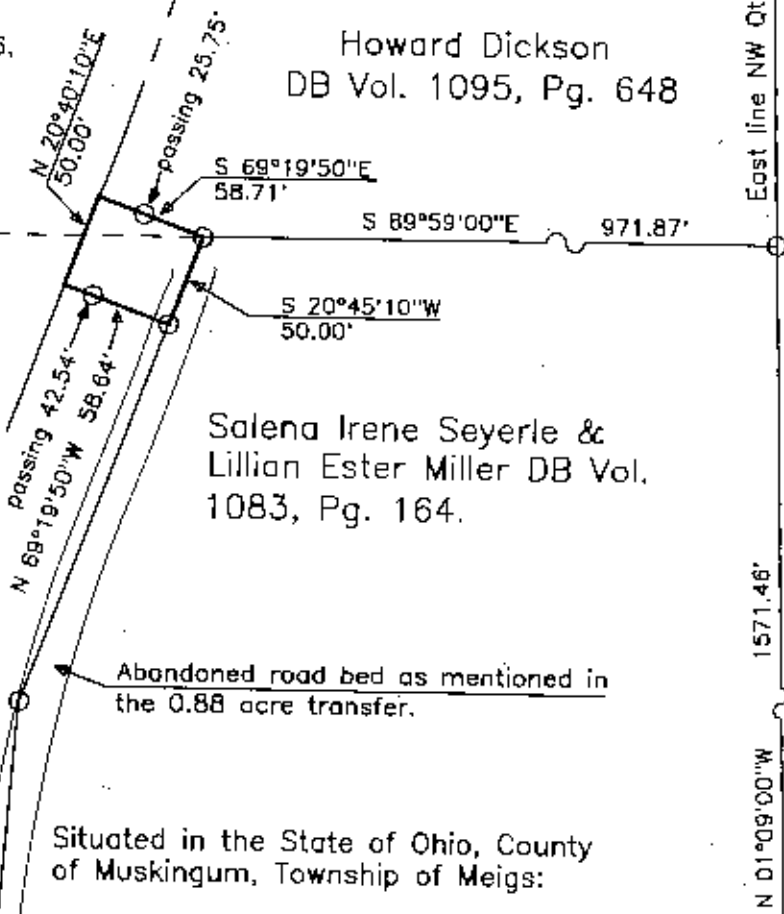 Howard Dickson
DB Vol. 1095, Pg. 648
East line NW Qt
N 20°40'10"E
50.00'
passing 25.75'
S 69°19'50"E
58.71'
S 89°59'00"E 971.87'
S 20°45'10"W
50.00'
passing 42.54'
N 69°19'50"W 58.64'
Salena Irene Seyerle &
Lillian Ester Miller DB Vol.
1083, Pg. 164.
1571.46'
Abandoned road bed as mentioned in
the 0.88 acre transfer.
N 01°09'00"W
Situated in the State of Ohio, County
of Muskingum, Township of Meigs: